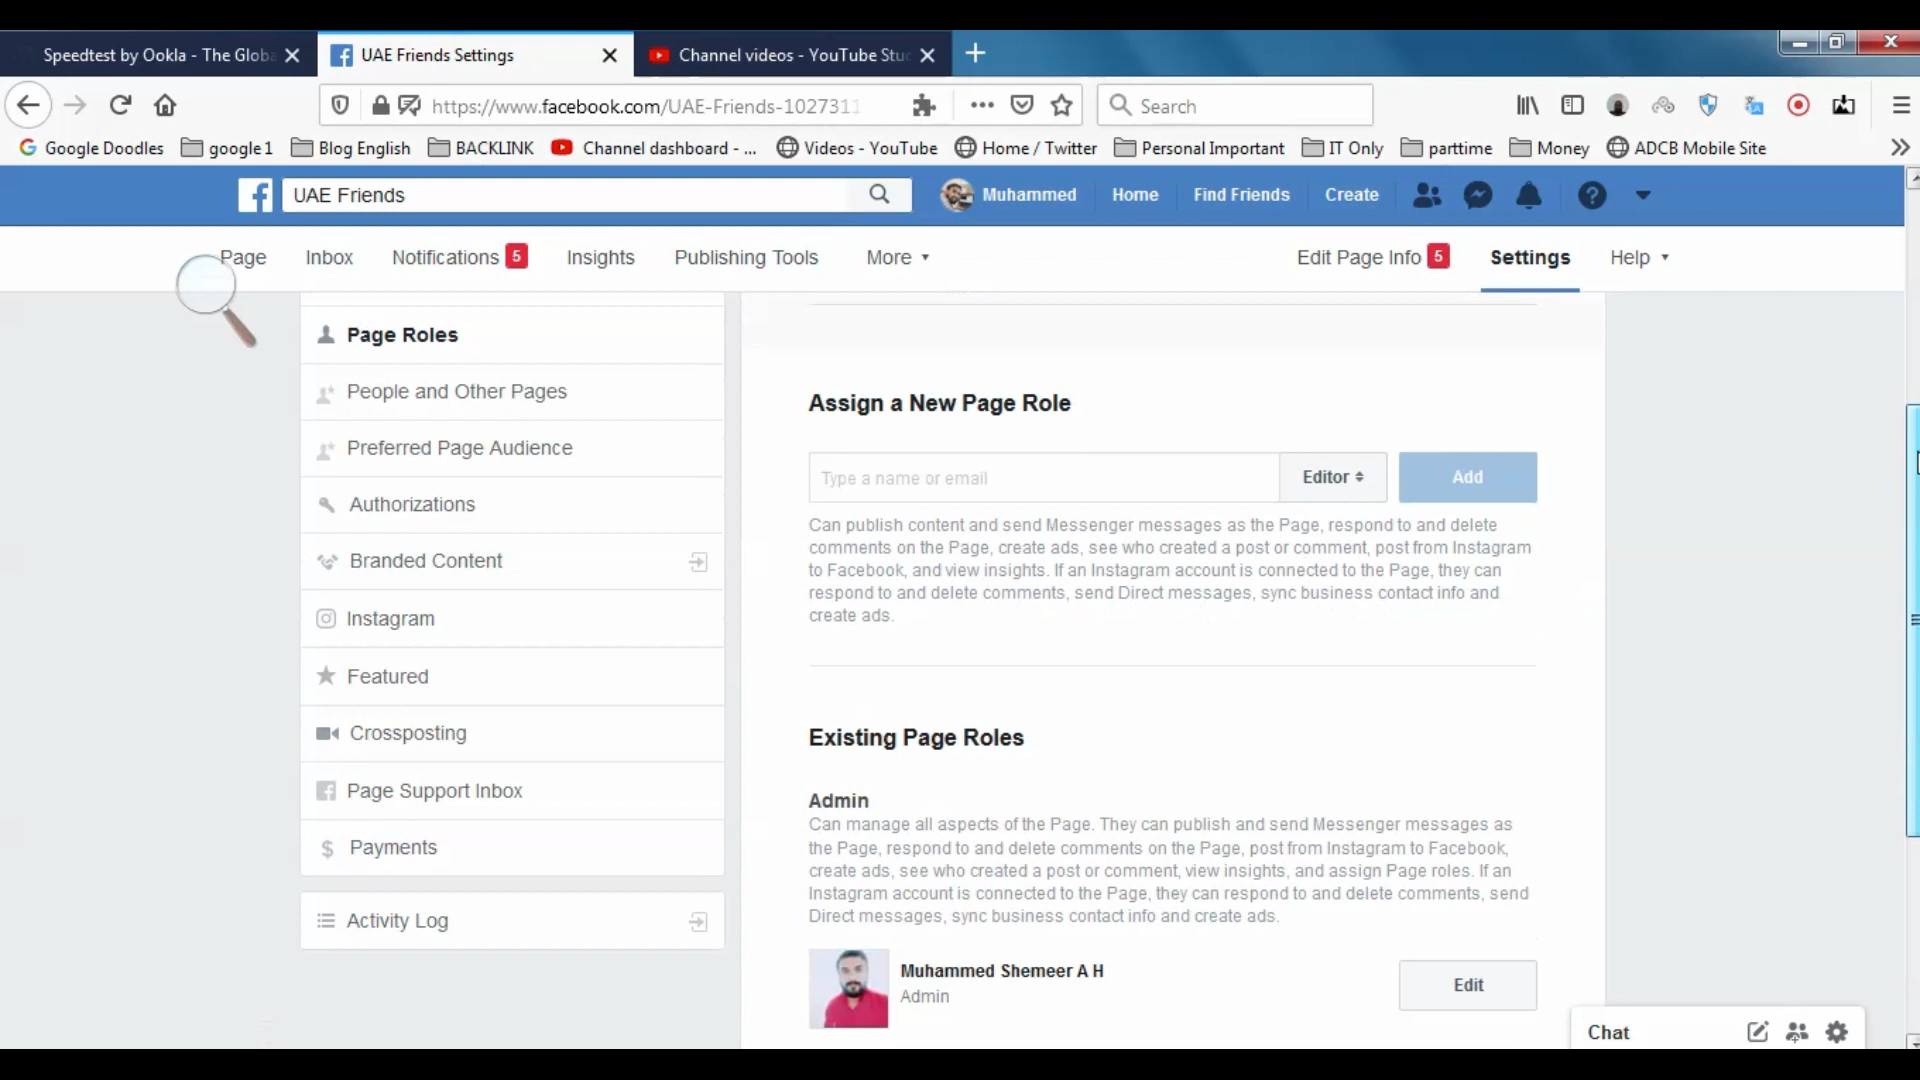 Speedtest by Ookla - The Globa
UAE Friends Settings
Channel videos - YouTube Stu
https://www.facebook.com/UAE-Friends-1027311
Search
Google Doodles
google1
Blog English
BACKLINK
Channel dashboard - ...
Videos - YouTube
Home / Twitter
Personal Important
IT Only
parttime
Money
ADCB Mobile Site
UAE Friends
Muhammed
Home
Find Friends
Create
Page
Inbox
Notifications 5
Insights
Publishing Tools
More
Edit Page Info 5
Settings
Help
Page Roles
People and Other Pages
Preferred Page Audience
Authorizations
Branded Content
Instagram
Featured
Crossposting
Page Support Inbox
Payments
Activity Log
Assign a New Page Role
Type a name or email
Editor
Add
Can publish content and send Messenger messages as the Page, respond to and delete
comments on the Page, create ads, see who created a post or comment, post from Instagram
to Facebook, and view insights. If an Instagram account is connected to the Page, they can
respond to and delete comments, send Direct messages, sync business contact info and
create ads.
Existing Page Roles
Admin
Can manage all aspects of the Page. They can publish and send Messenger messages as
the Page, respond to and delete comments on the Page, post from Instagram to Facebook,
create ads, see who created a post or comment, view insights, and assign Page roles. If an
Instagram account is connected to the Page, they can respond to and delete comments, send
Direct messages, sync business contact info and create ads.
Muhammed Shemeer A H
Admin
Edit
Chat